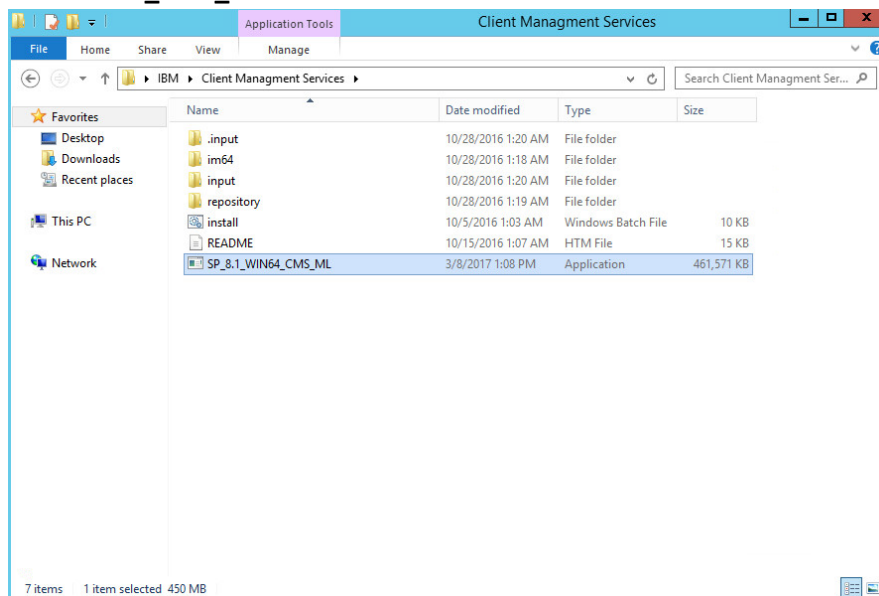 Application Tools
Client Managment Services
File Home Share View Manage
IBM Client Managment Services
Search Client Managment Ser...
Name Date modified Type Size
Favorites
Desktop
Downloads
Recent places
This PC
Network
.input 10/28/2016 1:20 AM File folder
im64 10/28/2016 1:18 AM File folder
input 10/28/2016 1:20 AM File folder
repository 10/28/2016 1:19 AM File folder
install 10/5/2016 1:03 AM Windows Batch File 10 KB
README 10/15/2016 1:07 AM HTM File 15 KB
SP_8.1_WIN64_CMS_ML 3/8/2017 1:08 PM Application 461,571 KB
7 items 1 item selected 450 MB